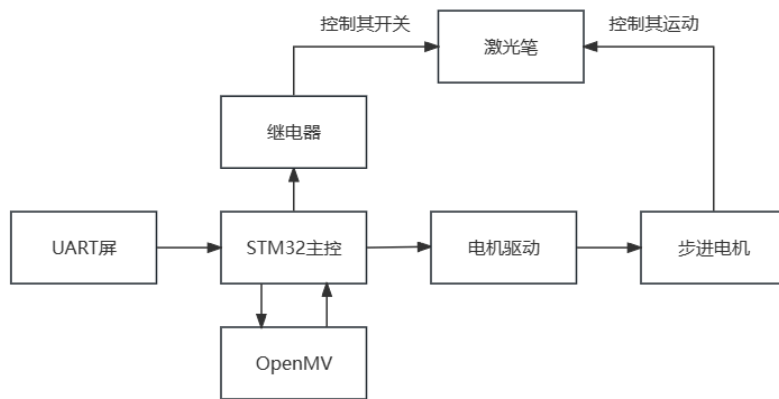 控制其开关
激光笔
控制其运动
继电器
UART屏
STM32主控
电机驱动
步进电机
OpenMV